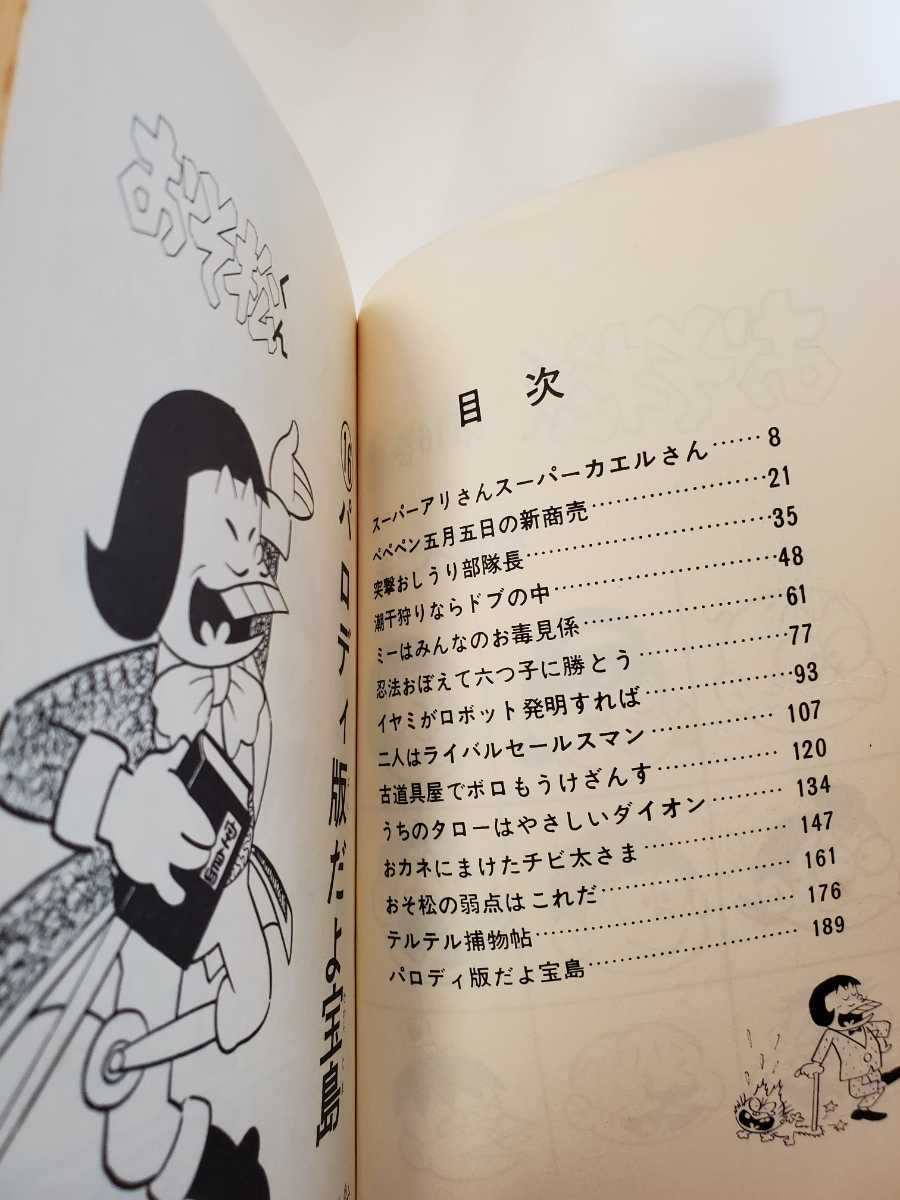 おそ松くん
⑯パロディ版だよ宝島
目次
スーパーアリさんスーパーカエルさん……8
ペペペン五月五日の新商売……21
突撃おしうり部隊長……35
潮干狩りならドブの中……48
ミーはみんなのお毒見係……61
忍法おぼえて六つ子に勝とう……77
イヤミがロボット発明すれば……93
二人はライバルセールスマン……107
古道具屋でボロもうけざんす……120
うちのタローはやさしいダイオン……134
おカネにまけたチビ太さま……147
おそ松の弱点はこれだ……161
テルテル捕物帖……176
パロディ版だよ宝島……189